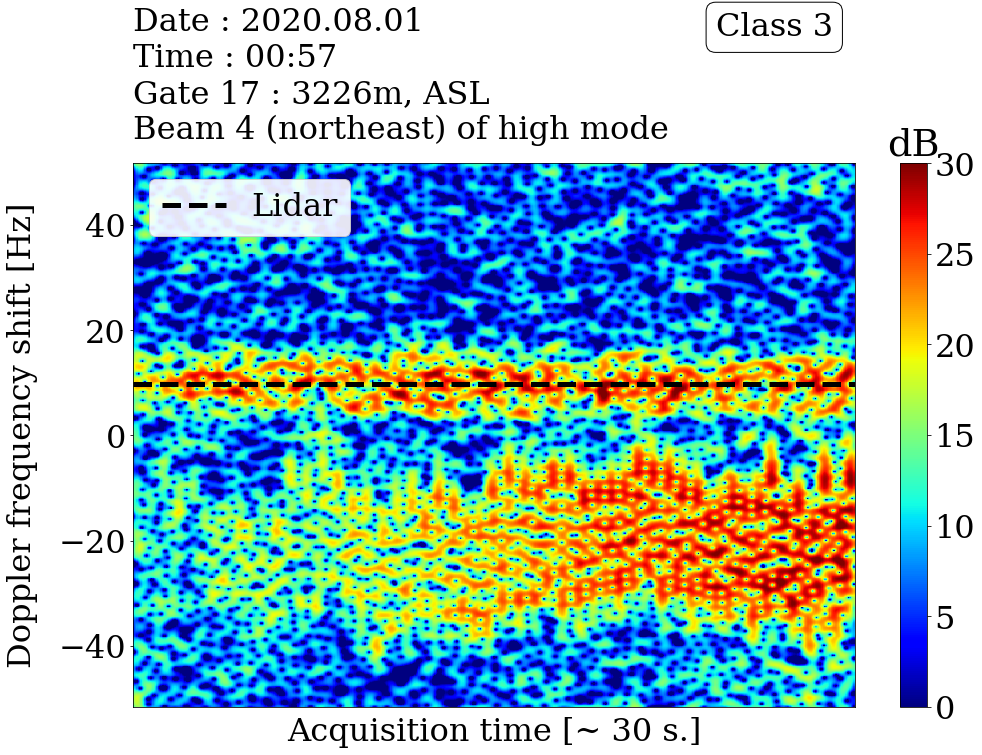 Date : 2020.08.01
Time : 00:57
Gate 17 : 3226m, ASL
Beam 4 (northeast) of high mode
Class 3
dB
Lidar
Doppler frequency shift [Hz]
40
20
0
−20
−40
30
25
20
15
10
5
0
Acquisition time [~ 30 s.]